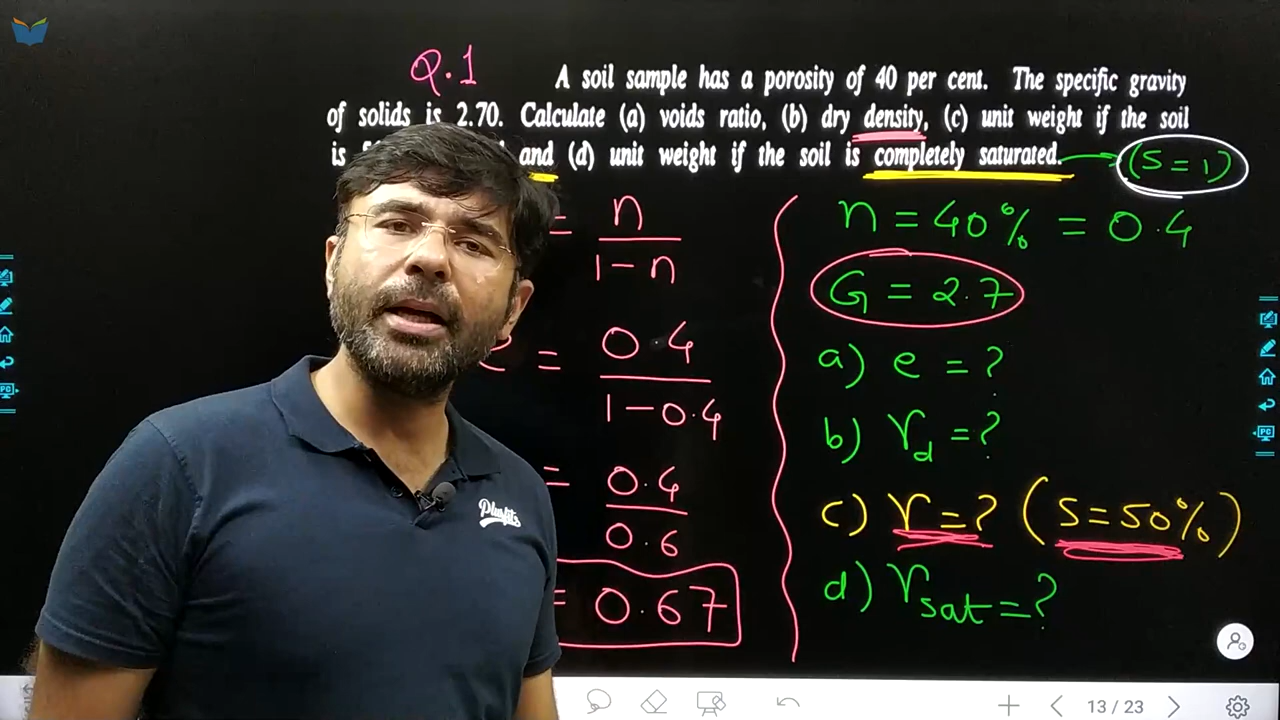 Q.1
A soil sample has a porosity of 40 per cent. The specific gravity
of solids is 2.70. Calculate (a) voids ratio, (b) dry density, (c) unit weight if the soil
is and (d) unit weight if the soil is completely saturated. (S = 1)
= n / 1 - n
= 0.4 / 1 - 0.4
= 0.4 / 0.6
= 0.67
n = 40% = 0.4
G = 2.7
a) e = ?
b) γd = ?
c) γ = ? (S = 50%)
d) γsat = ?
Plusfits
13 / 23